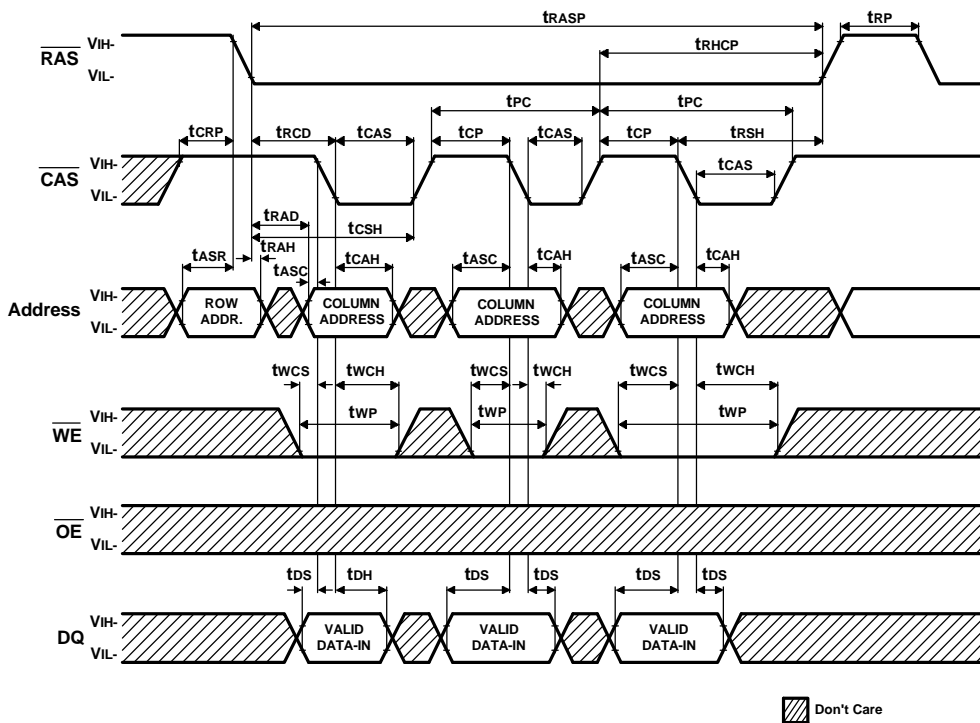 tRASP
tRP
tRHCP
RAS
VIH-
VIL-
tPC
tPC
tCRP
tRCD
tCAS
tCP
tCAS
tCP
tRSH
CAS
VIH-
VIL-
tCAS
tRAD
tCSH
tASR
tRAH
tASC
tCAH
tASC
tCAH
tASC
tCAH
Address
VIH-
VIL-
ROW
ADDR.
COLUMN
ADDRESS
COLUMN
ADDRESS
COLUMN
ADDRESS
tWCS
tWCH
tWCS
tWCH
tWCS
tWCH
WE
VIH-
VIL-
tWP
tWP
tWP
OE
VIH-
VIL-
tDS
tDH
tDS
tDS
tDS
tDS
DQ
VIH-
VIL-
VALID
DATA-IN
VALID
DATA-IN
VALID
DATA-IN
Don't Care